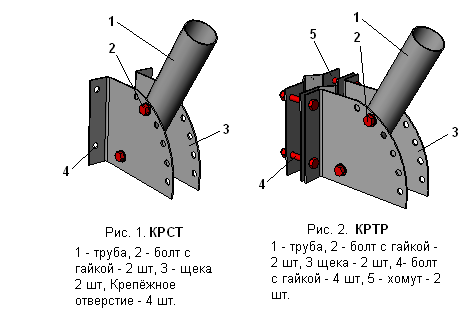 1
2
3
4
1
5
2
3
4
Рис. 1. КРСТ
1 - труба, 2 - болт с
гайкой - 2 шт, 3 - щека
2 шт, Крепёжное
отверстие - 4 шт.
Рис. 2. КРТР
1 - труба, 2 - болт с гайкой -
2 шт, 3 щека - 2 шт, 4- болт
с гайкой - 4 шт, 5 - хомут - 2
шт.